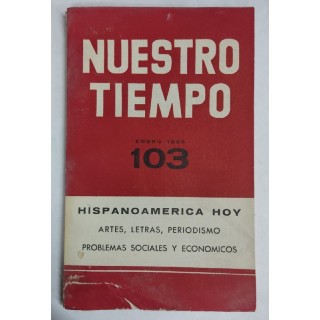 NUESTRO
TIEMPO
ENERO
103
HISPANOAMERICA HOY
ARTES, LETRAS, PERIODISMO
PROBLEMAS SOCIALES Y ECONOMICOS